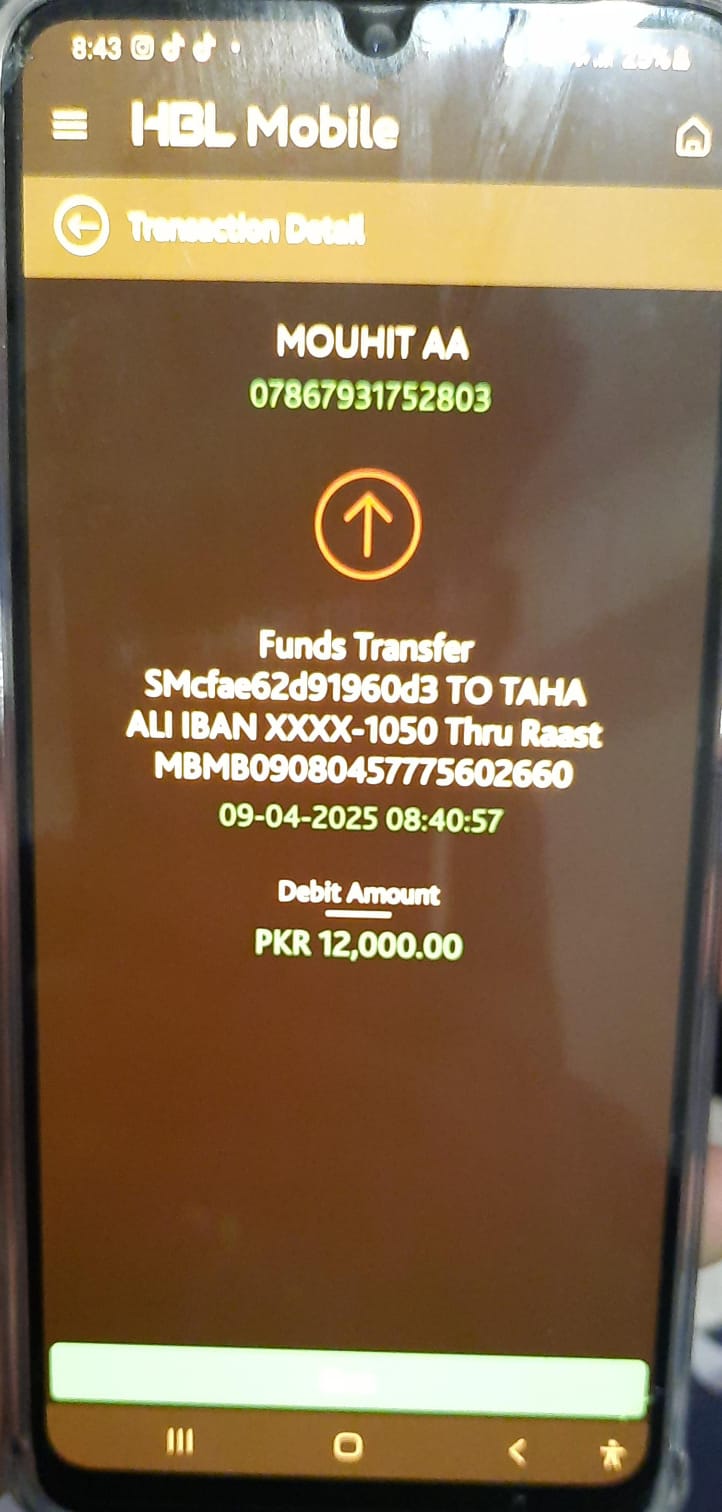 8:43
HBL Mobile
Transaction Detail
MOUHIT AA
07867931752803
Funds Transfer
SMcfae62d91960d3 TO TAHA
ALI IBAN XXXX-1050 Thru Raast
MBMB09080457775602660
09-04-2025 08:40:57
Debit Amount
PKR 12,000.00